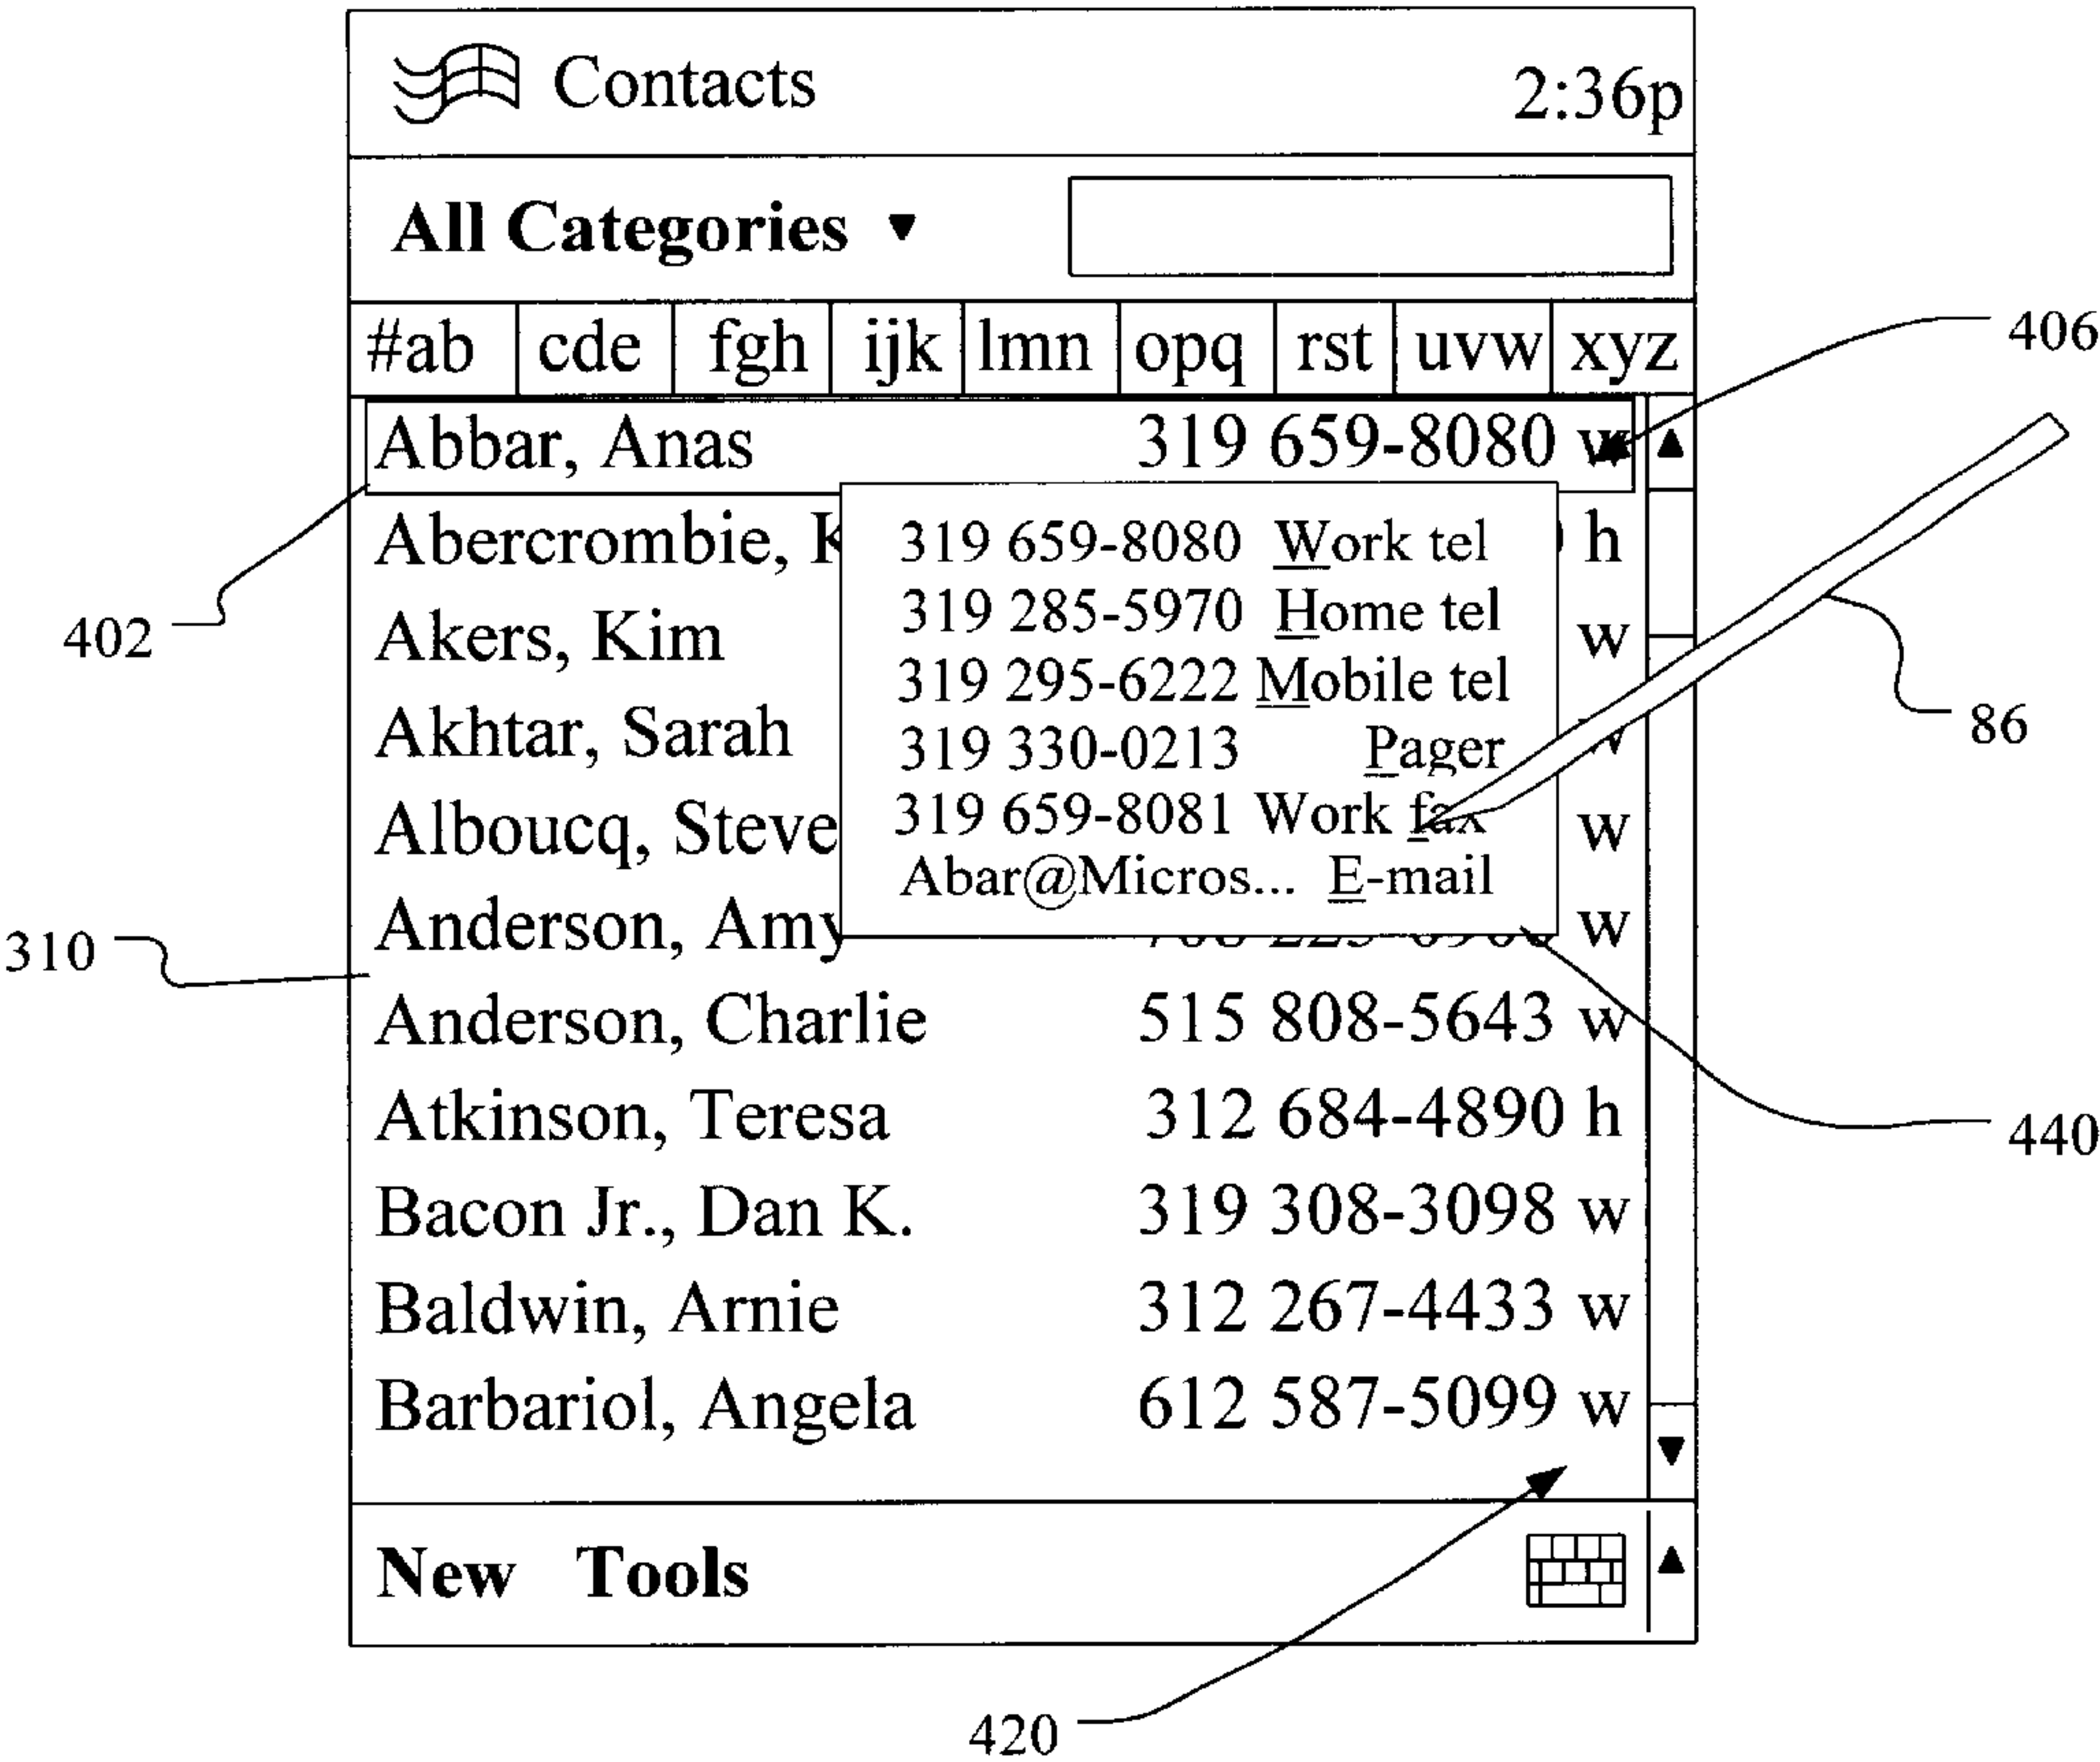 Contacts 2:36p
All Categories ▼
#ab cde fgh ijk lmn opq rst uvw xyz
406
Abbar, Anas 319 659-8080 w
Abercrombie, K h
319 659-8080 Work tel
402
Akers, Kim w
319 285-5970 Home tel
319 295-6222 Mobile tel
86
Akhtar, Sarah
319 330-0213 Pager
Alboucq, Steve w
319 659-8081 Work fax
Abar@Micros... E-mail
310
Anderson, Amy w
Anderson, Charlie 515 808-5643 w
Atkinson, Teresa 312 684-4890 h
440
Bacon Jr., Dan K. 319 308-3098 w
Baldwin, Arnie 312 267-4433 w
Barbariol, Angela 612 587-5099 w
New Tools
420